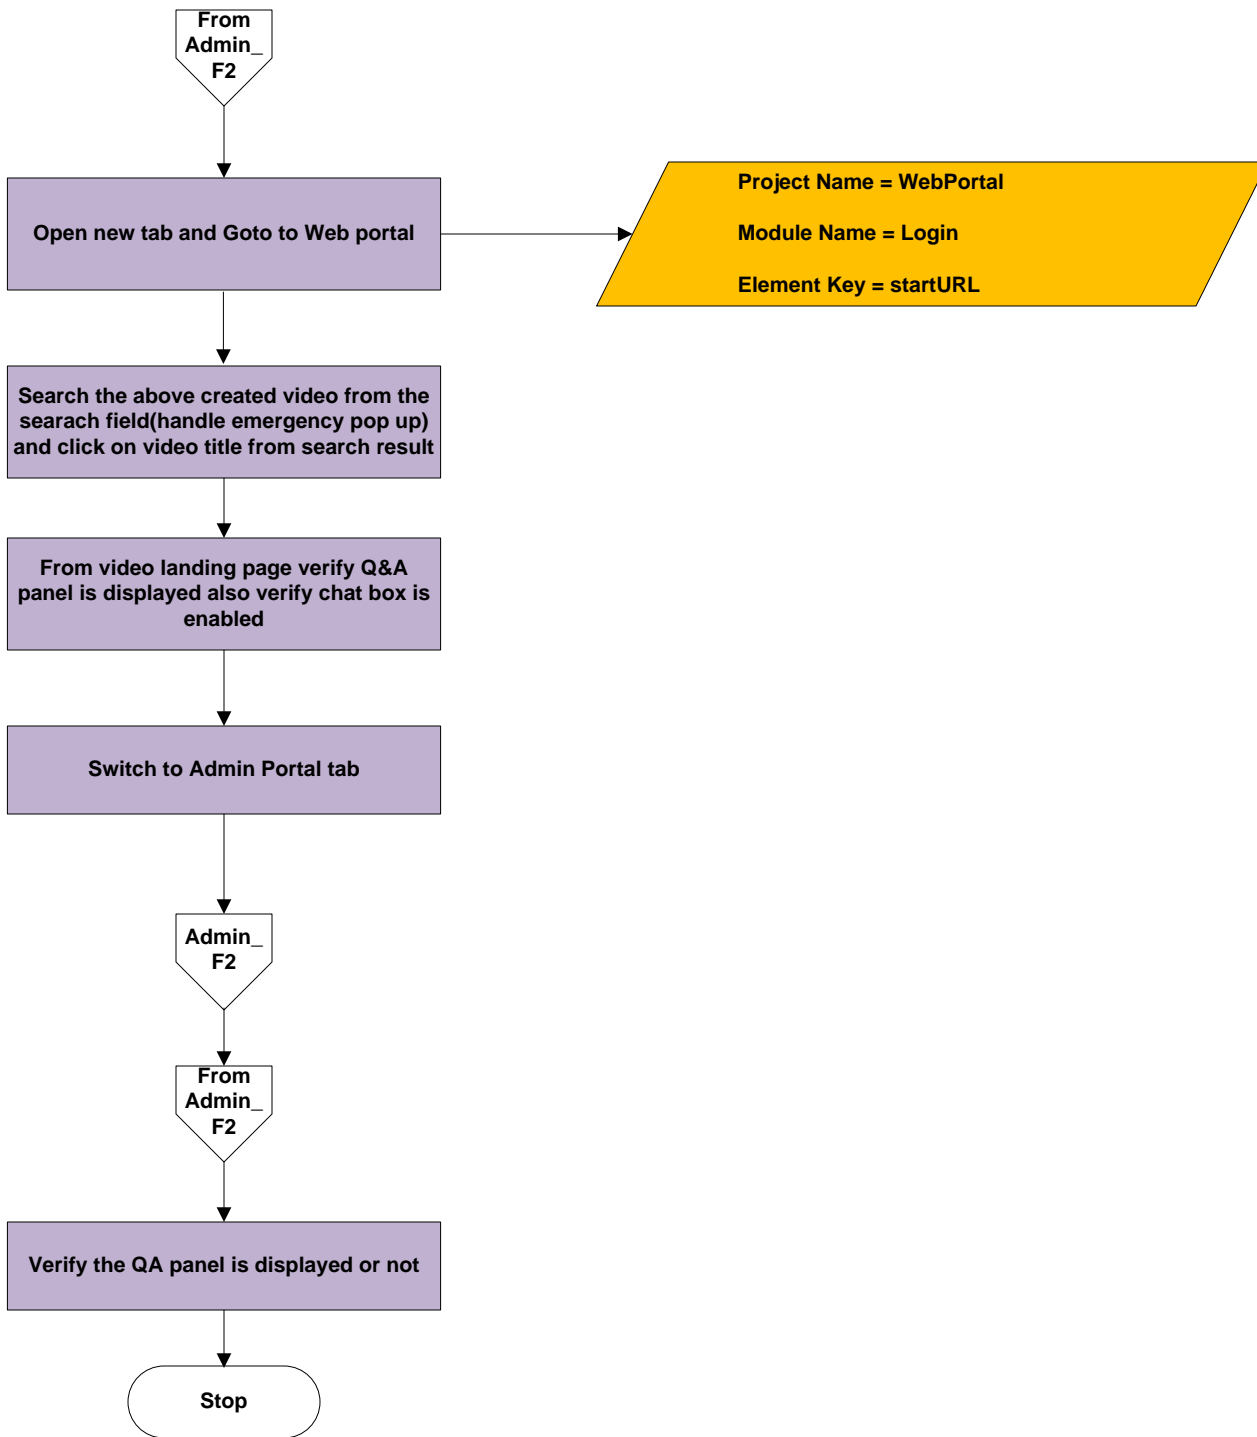 From
Admin_
F2
Open new tab and Goto to Web portal
Project Name = WebPortal
Module Name = Login
Element Key = startURL
Search the above created video from the
searach field(handle emergency pop up)
and click on video title from search result
From video landing page verify Q&A
panel is displayed also verify chat box is
enabled
Switch to Admin Portal tab
Admin_
F2
From
Admin_
F2
Verify the QA panel is displayed or not
Stop